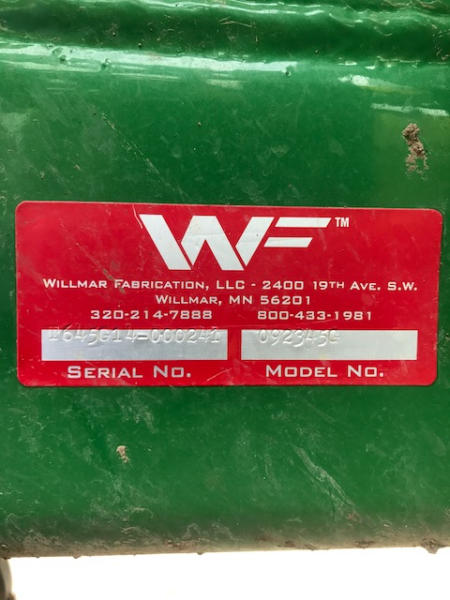 WF™
WILLMAR FABRICATION, LLC - 2400 19TH AVE. S.W.
WILLMAR, MN 56201
320-214-7888 800-433-1981
SERIAL NO. MODEL NO.